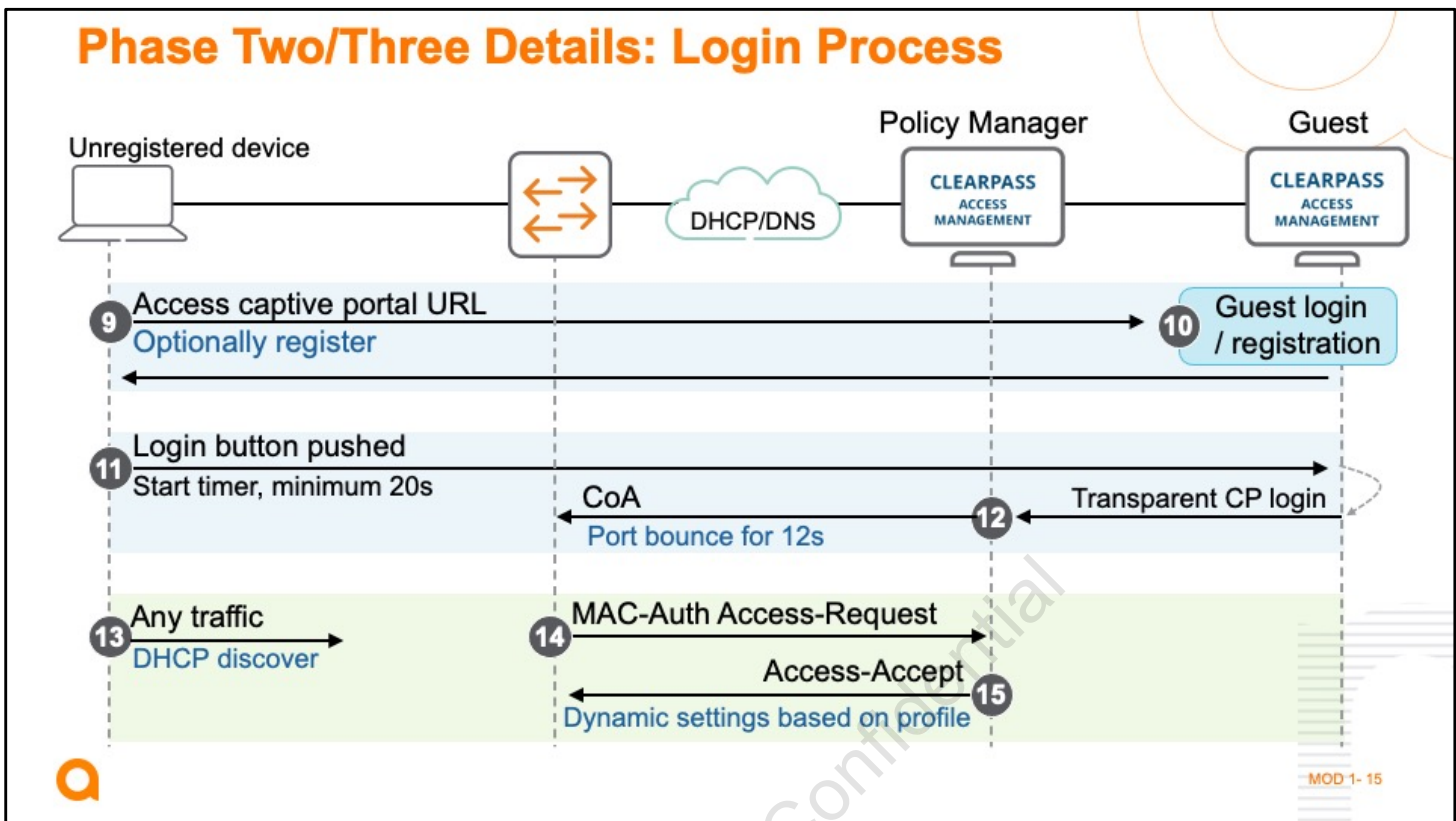 Phase Two/Three Details: Login Process
Policy Manager
Guest
Unregistered device
CLEARPASS
ACCESS
MANAGEMENT
CLEARPASS
ACCESS
MANAGEMENT
DHCP/DNS
9
Access captive portal URL
Optionally register
10
Guest login
/ registration
11
Login button pushed
Start timer, minimum 20s
CoA
Port bounce for 12s
12
Transparent CP login
13
Any traffic
DHCP discover
14
MAC-Auth Access-Request
Access-Accept
15
Dynamic settings based on profile
Confidential
MOD 1- 15